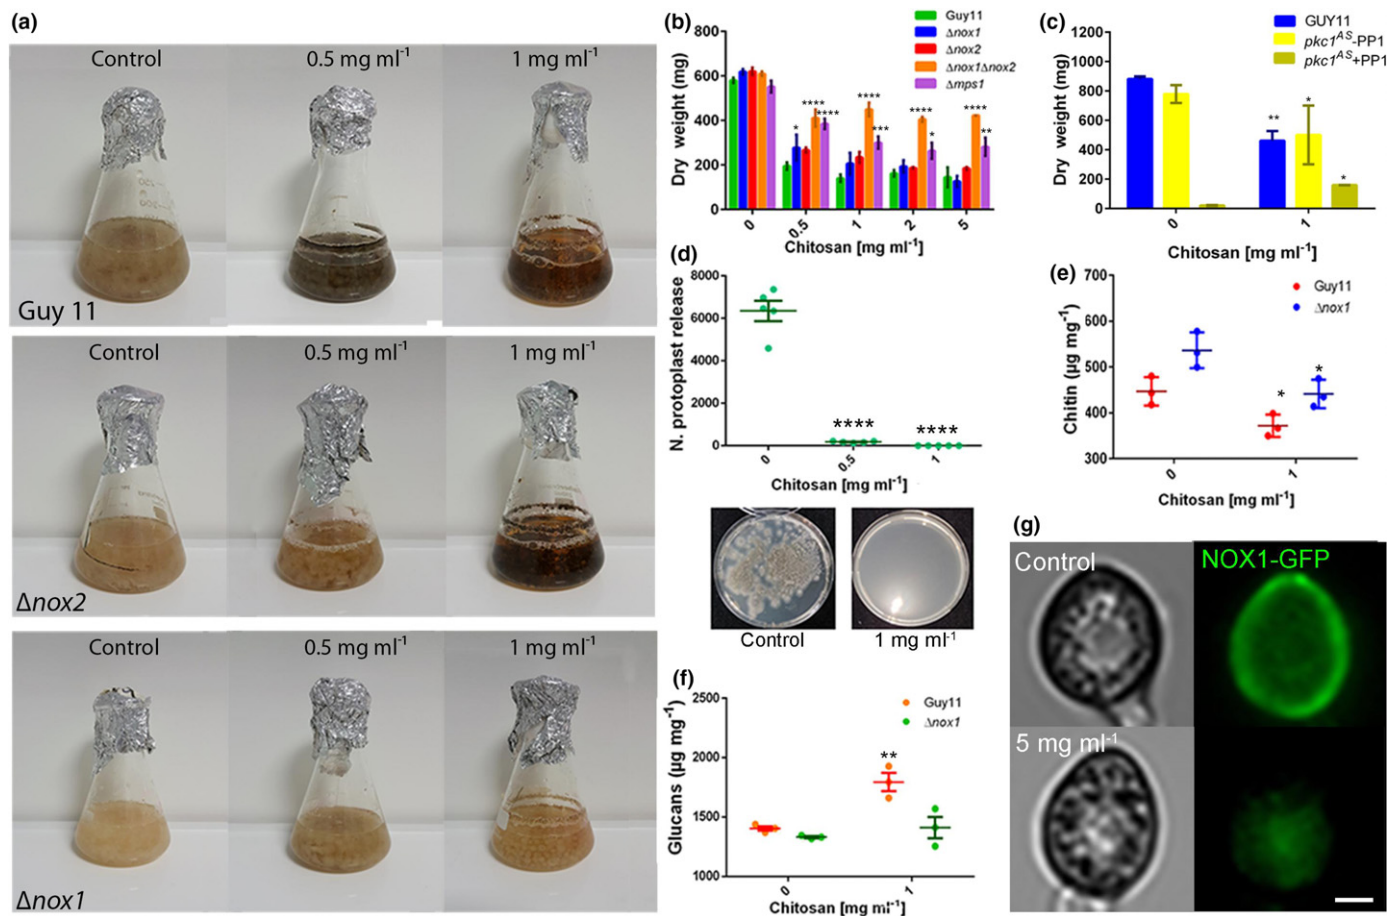 (a)
Control
0.5 mg ml⁻¹
1 mg ml⁻¹
Guy 11
Control
0.5 mg ml⁻¹
1 mg ml⁻¹
Δnox2
Control
0.5 mg ml⁻¹
1 mg ml⁻¹
Δnox1
(b)
Guy11
Δnox1
Δnox2
Δnox1Δnox2
Δmps1
Dry weight (mg)
800
600
400
200
0
* **** ****
**** ***
**** *
**** **
0 0.5 1 2 5
Chitosan [mg ml⁻¹]
(c)
GUY11
pkc1ᴬˢ-PP1
pkc1ᴬˢ+PP1
Dry weight (mg)
1200
1000
800
600
400
200
0
** * *
0 1
Chitosan [mg ml⁻¹]
(d)
N. protoplast release
8000
6000
4000
2000
0
**** ****
0 0.5 1
Chitosan [mg ml⁻¹]
Control
1 mg ml⁻¹
(e)
Guy11
Δnox1
Chitin (µg mg⁻¹)
700
600
500
400
300
* *
0 1
Chitosan [mg ml⁻¹]
(f)
Guy11
Δnox1
Glucans (µg mg⁻¹)
2500
2000
1500
1000
**
0 1
Chitosan [mg ml⁻¹]
(g)
Control
NOX1-GFP
5 mg ml⁻¹